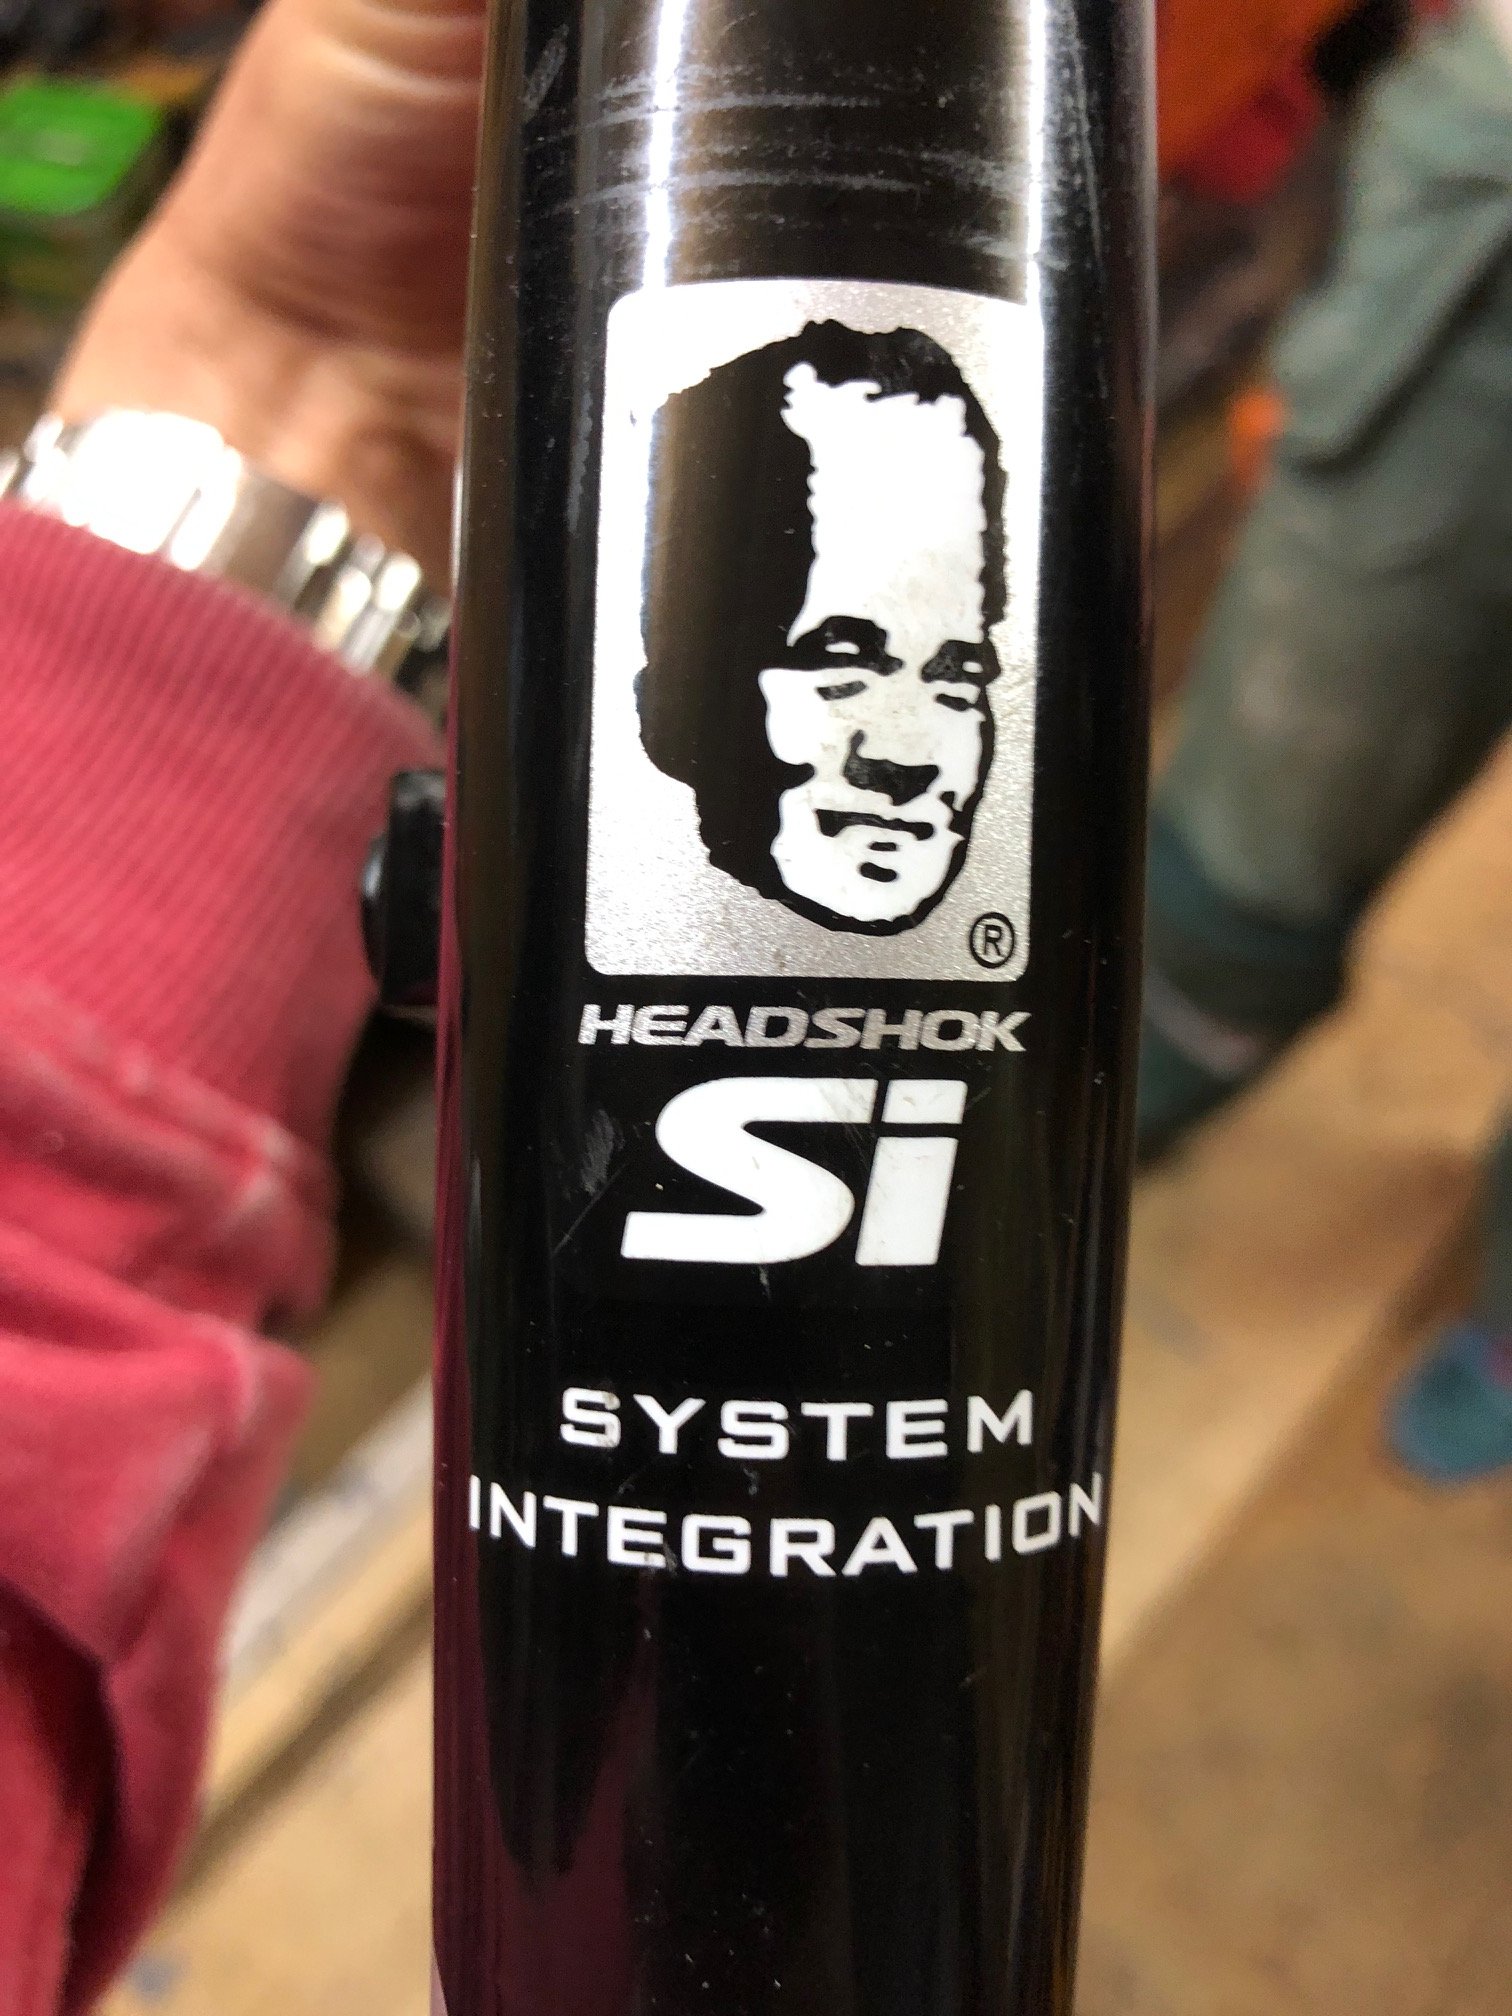 ®
HEADSHOK
Si
SYSTEM
INTEGRATION